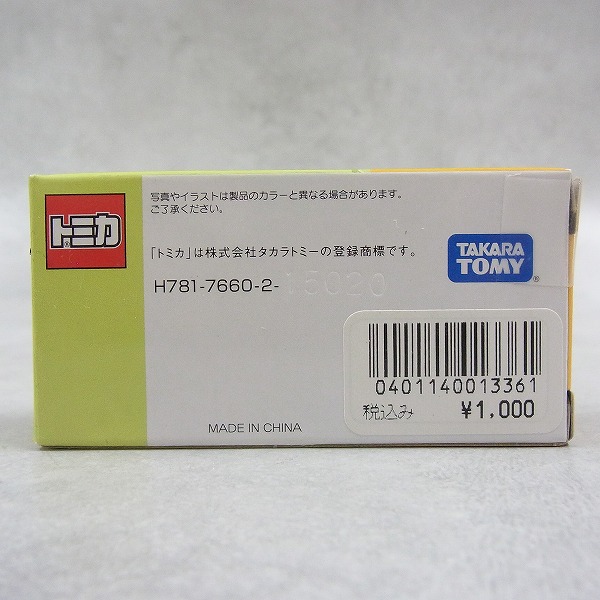 トミカ
写真やイラストは製品のカラーと異なる場合があります。
ご了承ください。
「トミカ」は株式会社タカラトミーの登録商標です。
H781-7660-2-15020
TAKARA
TOMY
0401140013361
税込み ¥1,000
MADE IN CHINA